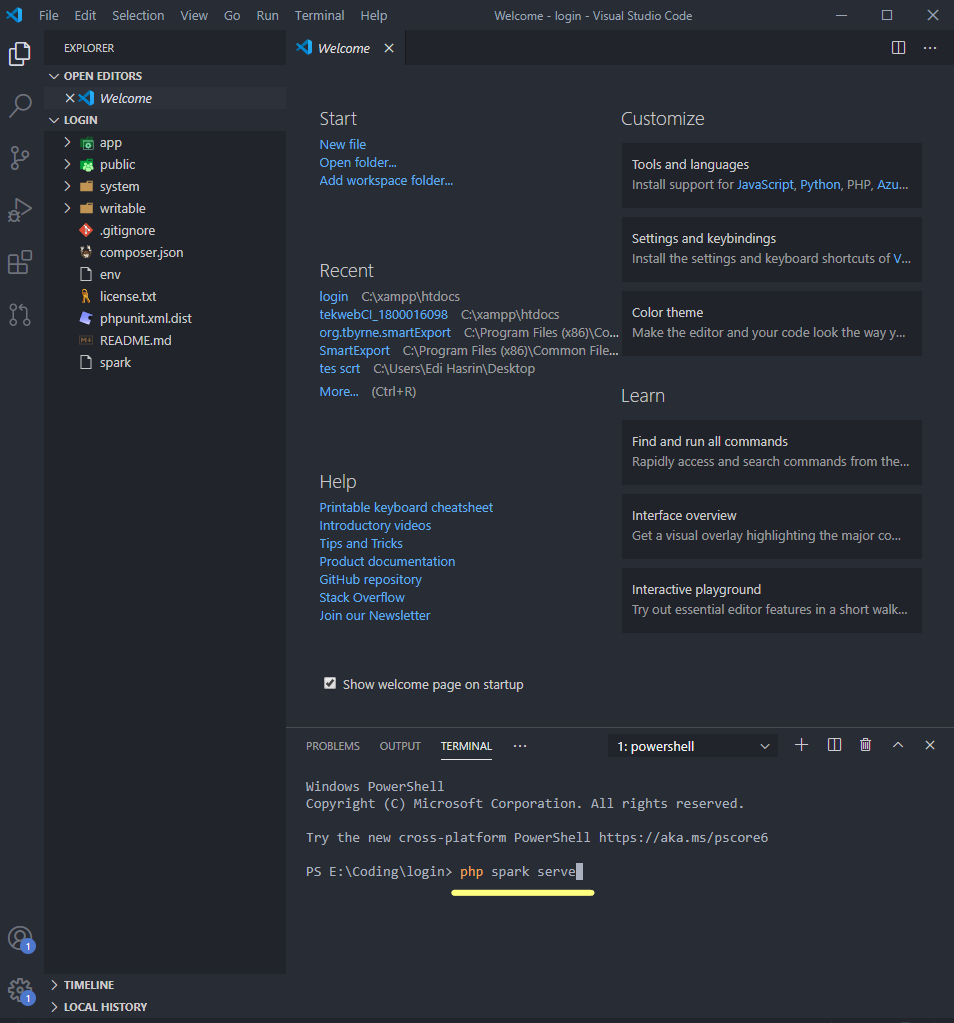 File Edit Selection View Go Run Terminal Help
Welcome - login - Visual Studio Code
EXPLORER
OPEN EDITORS
Welcome
LOGIN
app
public
system
writable
.gitignore
composer.json
env
license.txt
phpunit.xml.dist
README.md
spark
TIMELINE
LOCAL HISTORY
1
1
Welcome
Start
New file
Open folder...
Add workspace folder...
Recent
login C:\xampp\htdocs
tekwebCI_1800016098 C:\xampp\htdocs
org.tbyrne.smartExport C:\Program Files (x86)\Co...
SmartExport C:\Program Files (x86)\Common File...
tes scrt C:\Users\Edi Hasrin\Desktop
More... (Ctrl+R)
Help
Printable keyboard cheatsheet
Introductory videos
Tips and Tricks
Product documentation
GitHub repository
Stack Overflow
Join our Newsletter
Show welcome page on startup
Customize
Tools and languages
Install support for JavaScript, Python, PHP, Azu...
Settings and keybindings
Install the settings and keyboard shortcuts of V...
Color theme
Make the editor and your code look the way y...
Learn
Find and run all commands
Rapidly access and search commands from the...
Interface overview
Get a visual overlay highlighting the major co...
Interactive playground
Try out essential editor features in a short walk...
PROBLEMS OUTPUT TERMINAL ... 1: powershell
Windows PowerShell
Copyright (C) Microsoft Corporation. All rights reserved.
Try the new cross-platform PowerShell https://aka.ms/pscore6
PS E:\Coding\login> php spark serve